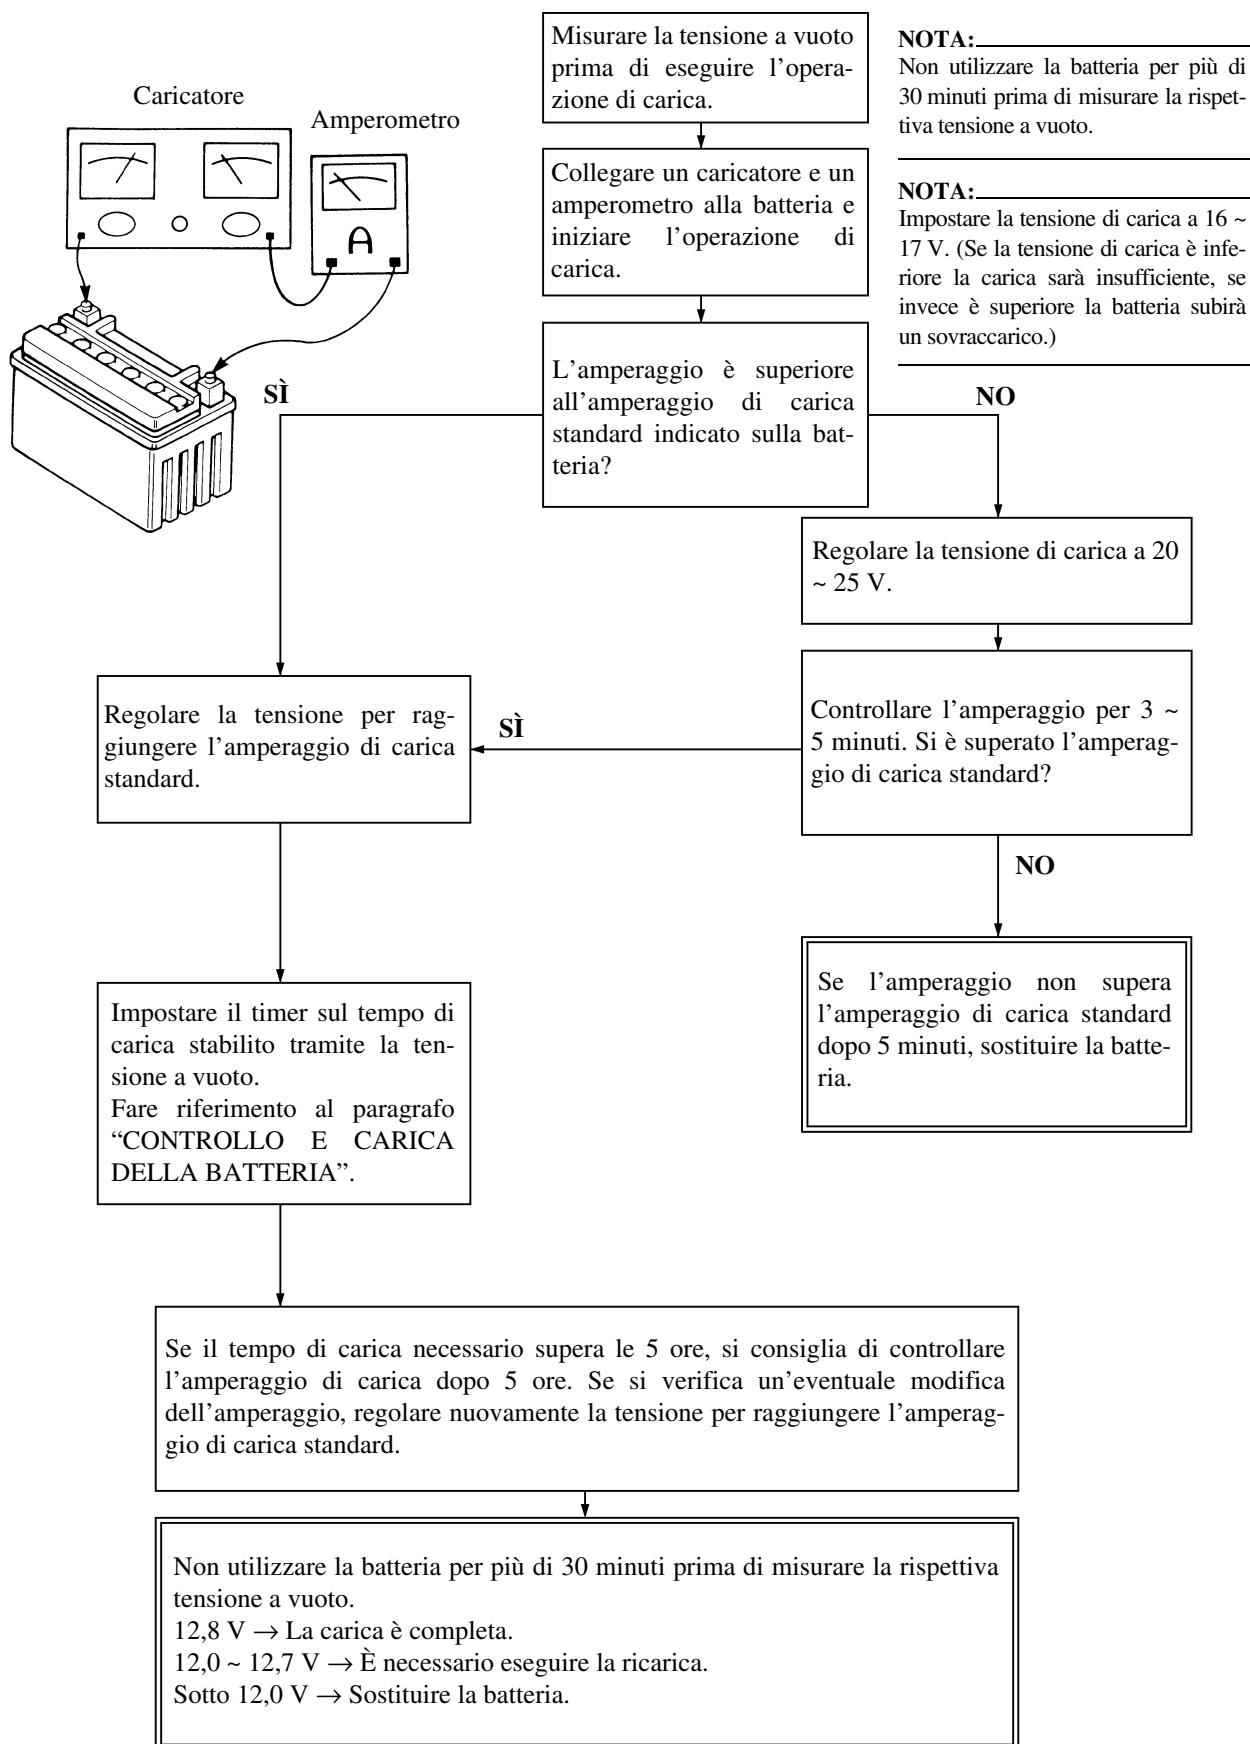 Caricatore
Amperometro
Misurare la tensione a vuoto
prima di eseguire l’opera-
zione di carica.
NOTA:
Non utilizzare la batteria per più di
30 minuti prima di misurare la rispet-
tiva tensione a vuoto.
Collegare un caricatore e un
amperometro alla batteria e
iniziare l’operazione di
carica.
NOTA:
Impostare la tensione di carica a 16 ~
17 V. (Se la tensione di carica è infe-
riore la carica sarà insufficiente, se
invece è superiore la batteria subirà
un sovraccarico.)
A
L’amperaggio è superiore
all’amperaggio di carica
standard indicato sulla bat-
teria?
SÌ
NO
Regolare la tensione di carica a 20
~ 25 V.
Controllare l’amperaggio per 3 ~
5 minuti. Si è superato l’amperag-
gio di carica standard?
SÌ
Regolare la tensione per rag-
giungere l’amperaggio di carica
standard.
NO
Se l’amperaggio non supera
l’amperaggio di carica standard
dopo 5 minuti, sostituire la batte-
ria.
Impostare il timer sul tempo di
carica stabilito tramite la ten-
sione a vuoto.
Fare riferimento al paragrafo
“CONTROLLO E CARICA
DELLA BATTERIA”.
Se il tempo di carica necessario supera le 5 ore, si consiglia di controllare
l’amperaggio di carica dopo 5 ore. Se si verifica un’eventuale modifica
dell’amperaggio, regolare nuovamente la tensione per raggiungere l’amperag-
gio di carica standard.
Non utilizzare la batteria per più di 30 minuti prima di misurare la rispettiva
tensione a vuoto.
12,8 V → La carica è completa.
12,0 ~ 12,7 V → È necessario eseguire la ricarica.
Sotto 12,0 V → Sostituire la batteria.